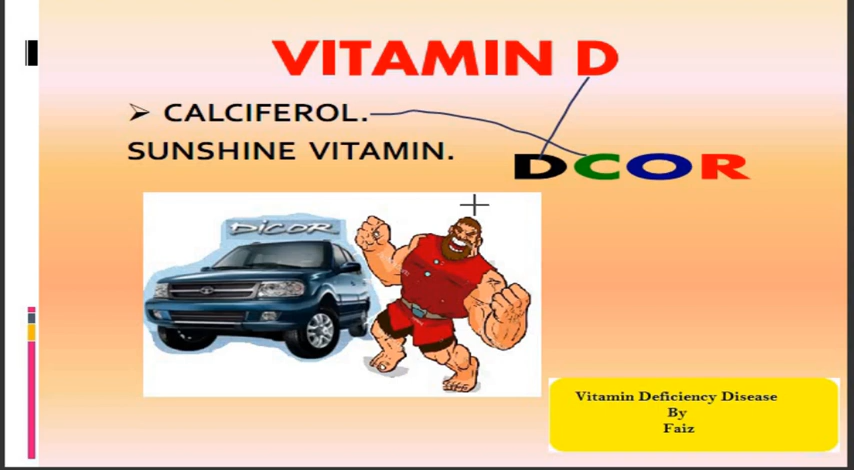 VITAMIN D
➢ CALCIFEROL.
SUNSHINE VITAMIN.
DCOR
DiCOR
Vitamin Deficiency Disease
By
Faiz